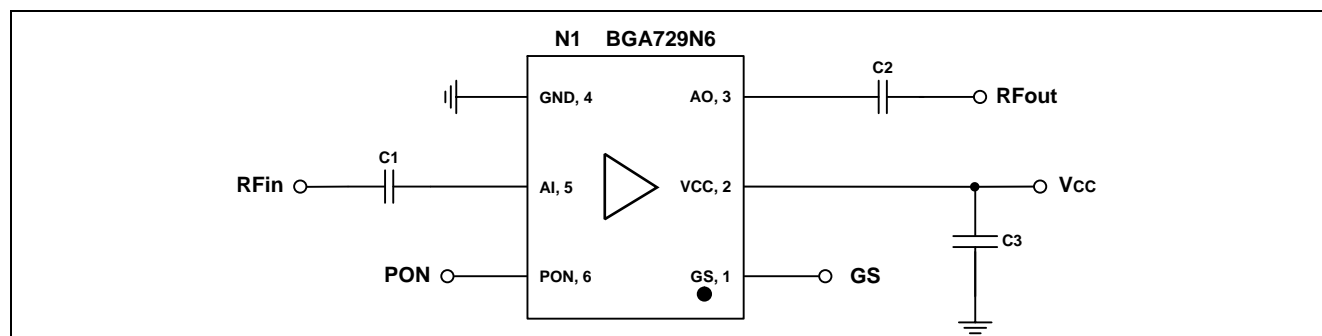 N1 BGA729N6
C2
GND, 4
AO, 3
RFout
C1
RFin
AI, 5
VCC, 2
Vcc
C3
PON
PON, 6
GS, 1
GS